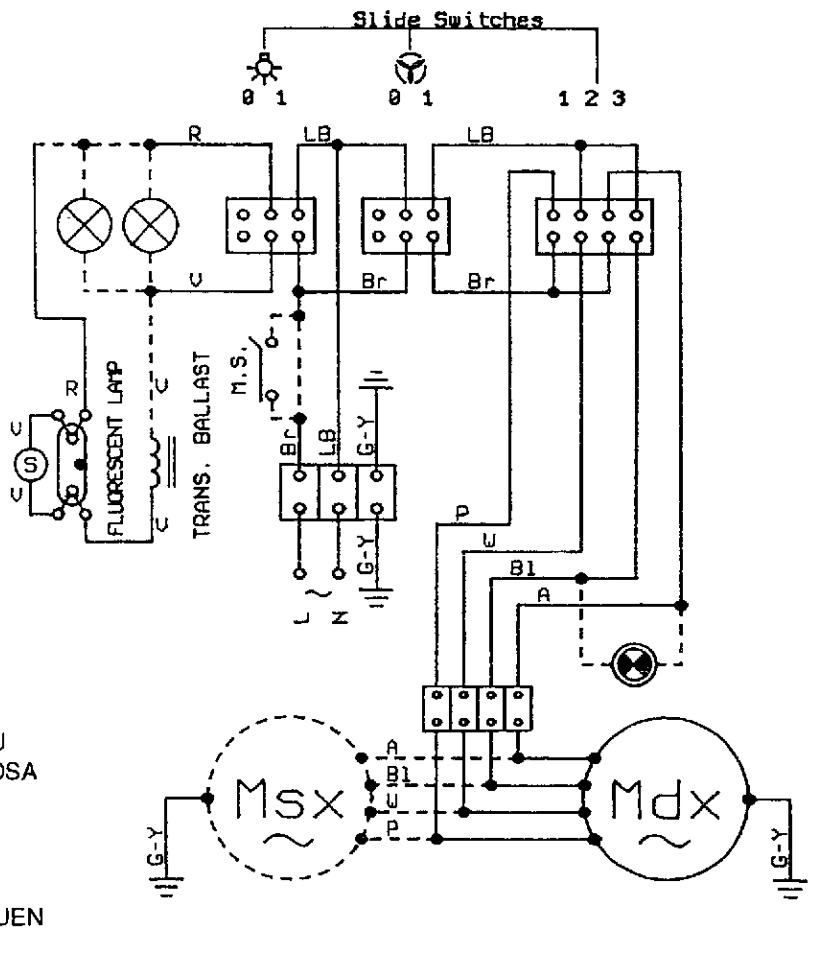 Slide Switches
0 1
0 1
1 2 3
R
LB
LB
V
Br
Br
M.S.
R
V
V
S
V
FLUORESCENT LAMP
V
TRANS. BALLAST
Br
LB
G-Y
G-Y
L ~ N
P
W
Bl
A
U
OSA
A
Bl
W
P
Msx
~
Mdx
~
G-Y
G-Y
UEN